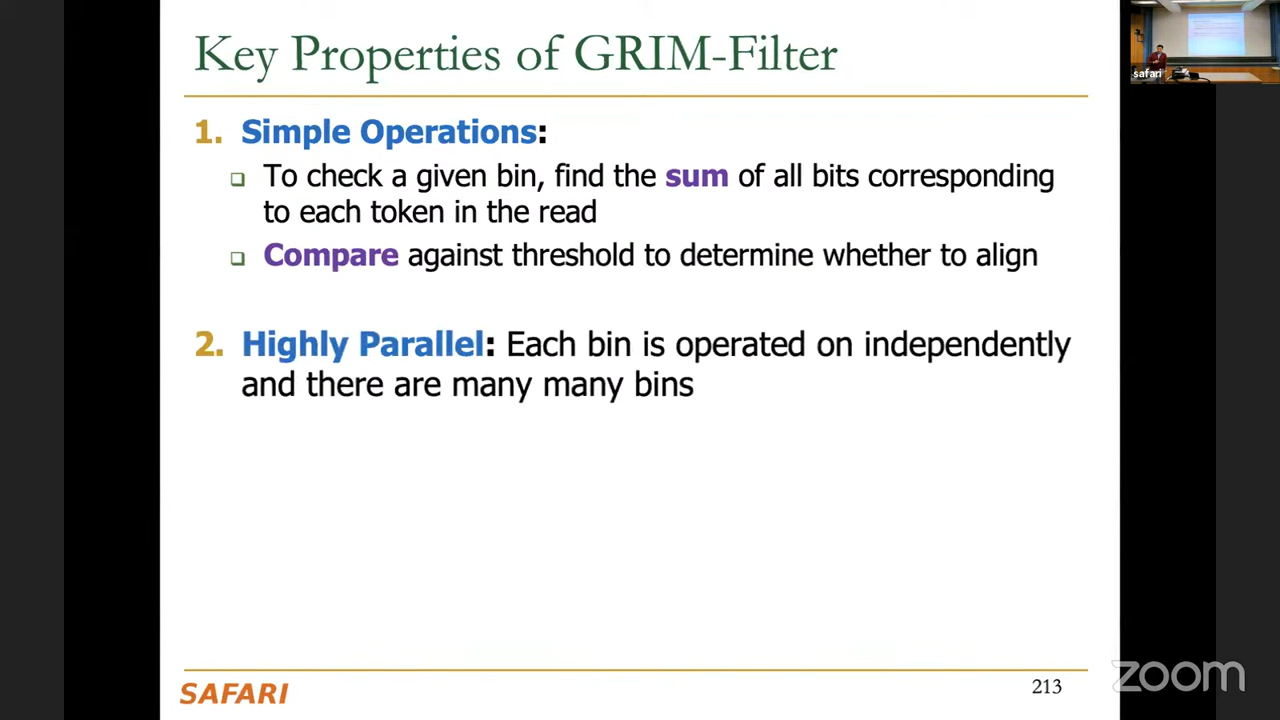 Key Properties of GRIM-Filter
1. Simple Operations:
To check a given bin, find the sum of all bits corresponding
to each token in the read
Compare against threshold to determine whether to align
2. Highly Parallel: Each bin is operated on independently
and there are many many bins
SAFARI
213
zoom
safari